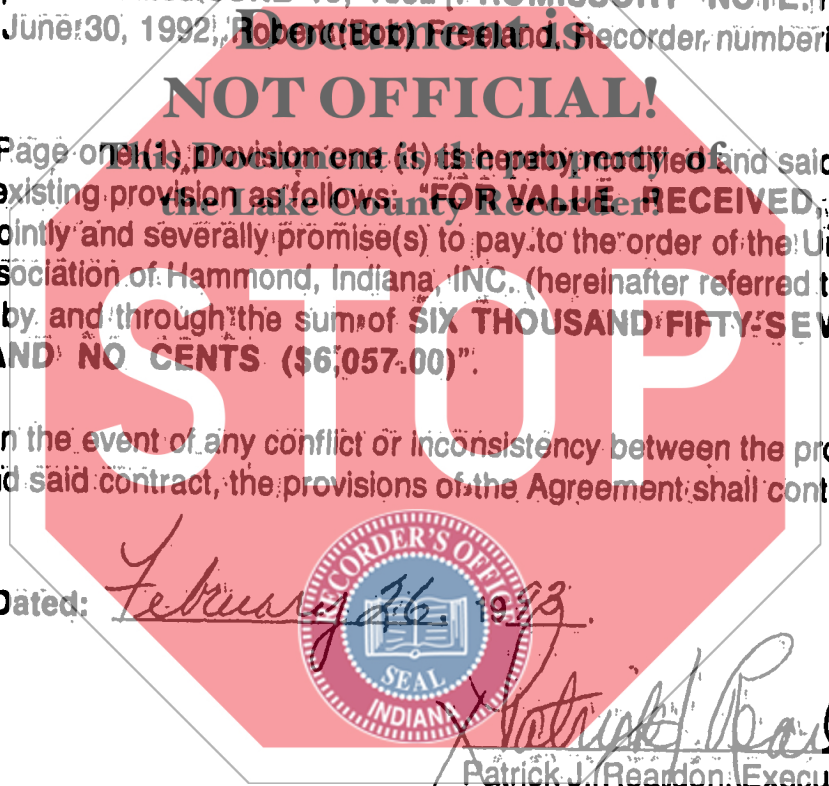 June 30, 1992, Robert (Bob) Freeland, Recorder, number
Document is
NOT OFFICIAL!
This Document is the property of
the Lake County Recorder!
Page one (1), provision one (1) is hereby modified and said
existing provision as follows: "FOR VALUE RECEIVED,
jointly and severally promise(s) to pay to the order of the
sociation of Hammond, Indiana, INC. (hereinafter referred t
by and through the sum of SIX THOUSAND FIFTY-SEV
AND NO CENTS ($6,057.00)".
STOP
n the event of any conflict or inconsistency between the pro
d said contract, the provisions of the Agreement shall cont
Dated: February 26, 1993.
RECORDER'S OFFICE
SEAL
INDIANA
Patrick J. Rear
Patrick J. Reardon, Execu